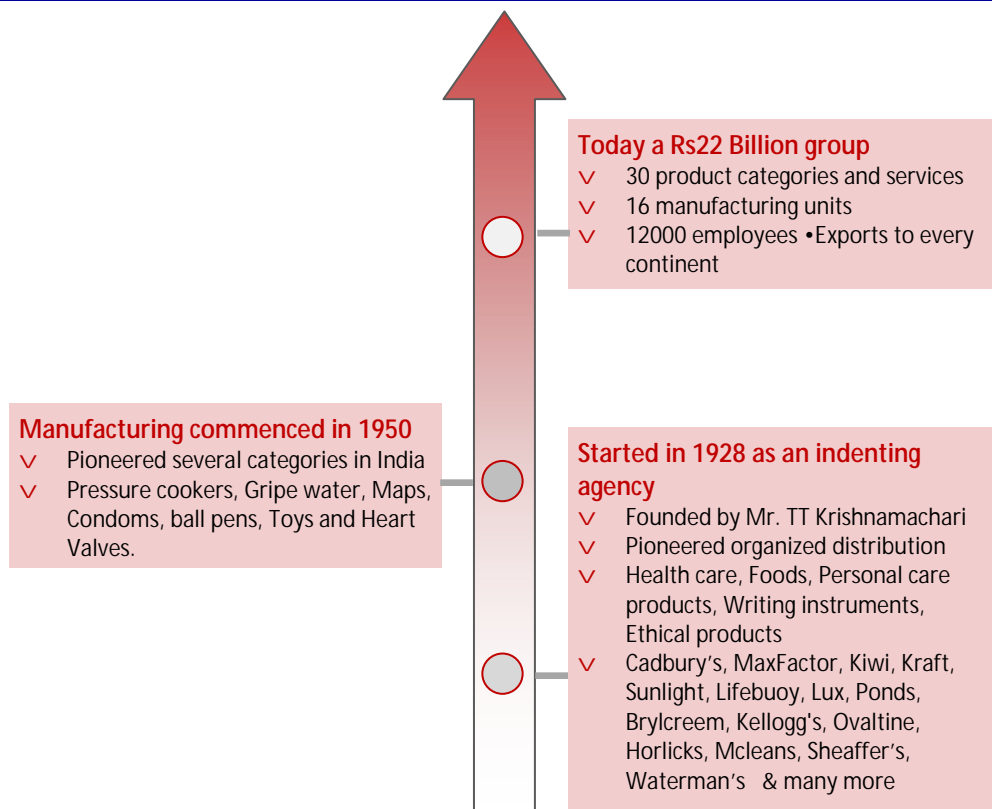 Today a Rs22 Billion group
v 30 product categories and services
v 16 manufacturing units
v 12000 employees •Exports to every
continent
Manufacturing commenced in 1950
v Pioneered several categories in India
v Pressure cookers, Gripe water, Maps,
Condoms, ball pens, Toys and Heart
Valves.
Started in 1928 as an indenting
agency
v Founded by Mr. TT Krishnamachari
v Pioneered organized distribution
v Health care, Foods, Personal care
products, Writing instruments,
Ethical products
v Cadbury's, MaxFactor, Kiwi, Kraft,
Sunlight, Lifebuoy, Lux, Ponds,
Brylcreem, Kellogg's, Ovaltine,
Horlicks, Mcleans, Sheaffer's,
Waterman's & many more